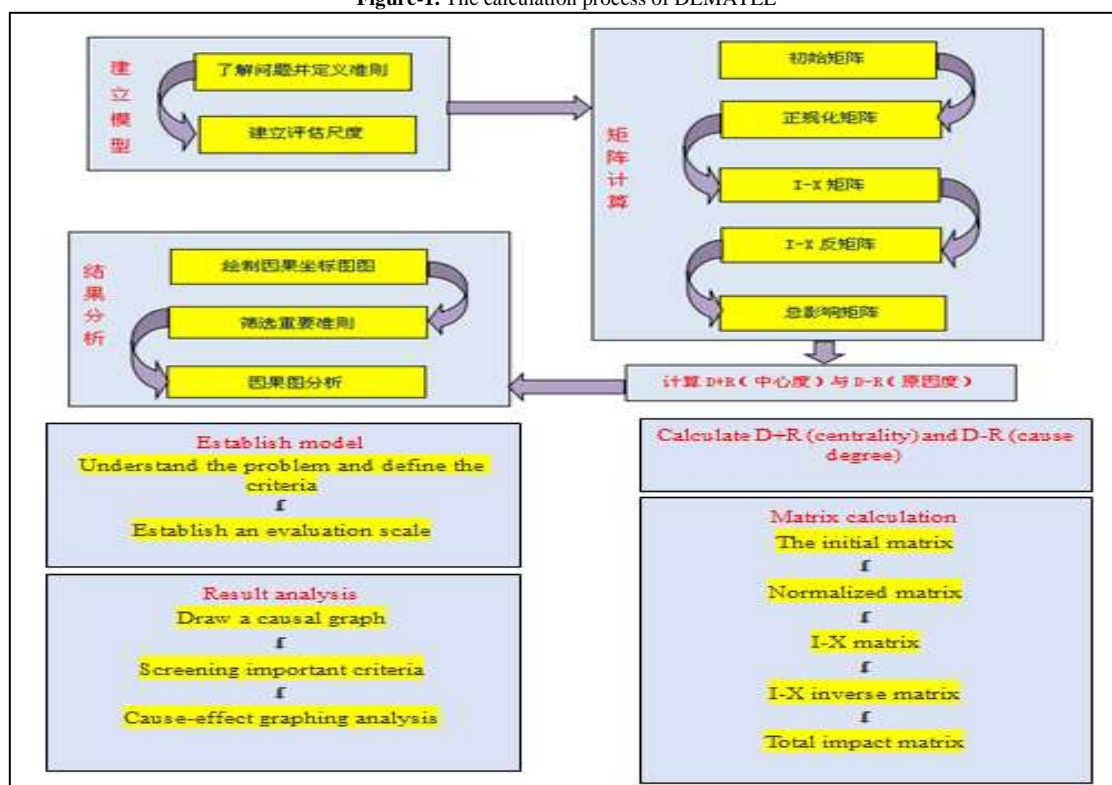 Figure-1. The calculation process of DEMATEL
建立模型
了解问题并定义准则
建立评估尺度
矩阵计算
初始矩阵
正规化矩阵
I-X 矩阵
I-X 反矩阵
总影响矩阵
计算 D+R（中心度）与 D-R（原因度）
结果分析
绘制因果坐标图图
筛选重要准则
因果图分析
Establish model
Understand the problem and define the
criteria
Establish an evaluation scale
Result analysis
Draw a causal graph
Screening important criteria
Cause-effect graphing analysis
Calculate D+R (centrality) and D-R (cause
degree)
Matrix calculation
The initial matrix
Normalized matrix
I-X matrix
I-X inverse matrix
Total impact matrix